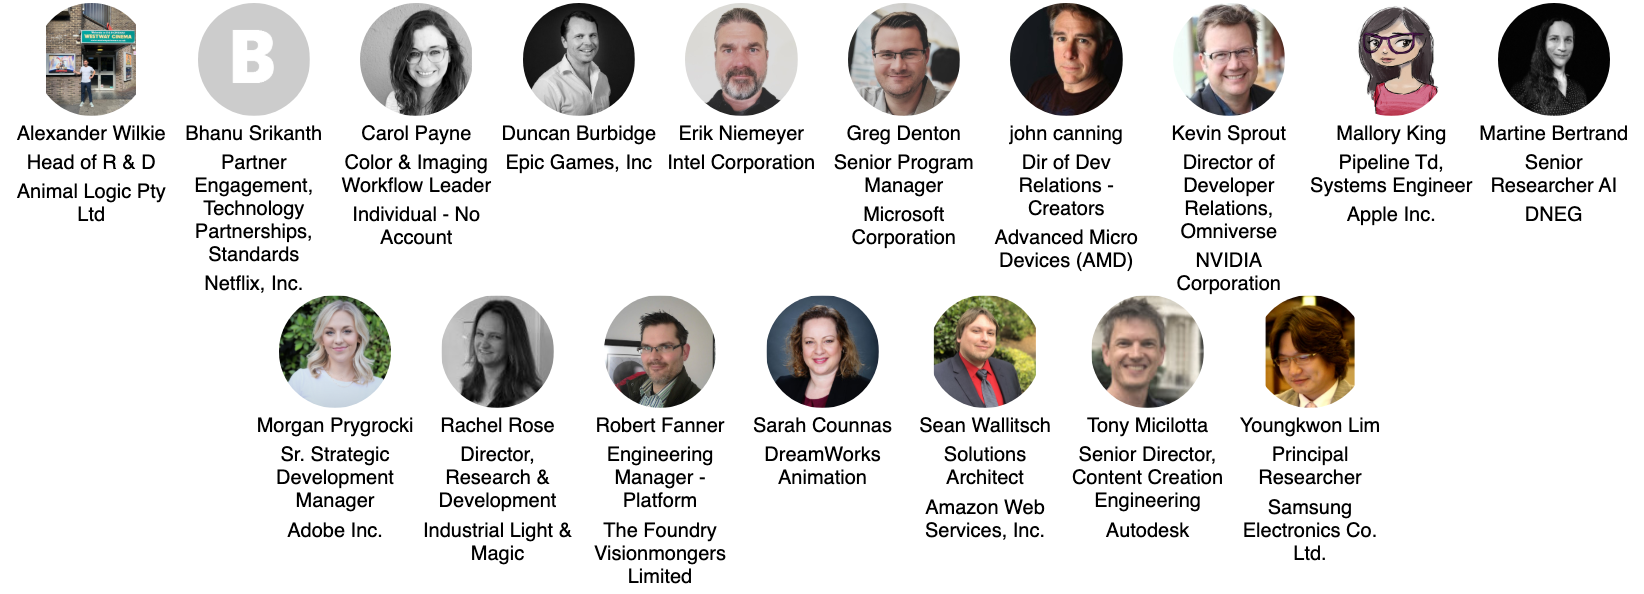 B
Alexander Wilkie
Head of R & D
Animal Logic Pty
Ltd
Bhanu Srikanth
Partner
Engagement,
Technology
Partnerships,
Standards
Netflix, Inc.
Carol Payne
Color & Imaging
Workflow Leader
Individual - No
Account
Duncan Burbidge
Epic Games, Inc
Erik Niemeyer
Intel Corporation
Greg Denton
Senior Program
Manager
Microsoft
Corporation
john canning
Dir of Dev
Relations -
Creators
Advanced Micro
Devices (AMD)
Kevin Sprout
Director of
Developer
Relations,
Omniverse
NVIDIA
Corporation
Mallory King
Pipeline Td,
Systems Engineer
Apple Inc.
Martine Bertrand
Senior
Researcher AI
DNEG
Morgan Prygrocki
Sr. Strategic
Development
Manager
Adobe Inc.
Rachel Rose
Director,
Research &
Development
Industrial Light &
Magic
Robert Fanner
Engineering
Manager -
Platform
The Foundry
Visionmongers
Limited
Sarah Counnas
DreamWorks
Animation
Sean Wallitsch
Solutions
Architect
Amazon Web
Services, Inc.
Tony Micilotta
Senior Director,
Content Creation
Engineering
Autodesk
Youngkwon Lim
Principal
Researcher
Samsung
Electronics Co.
Ltd.
WESTWAY CINEMA